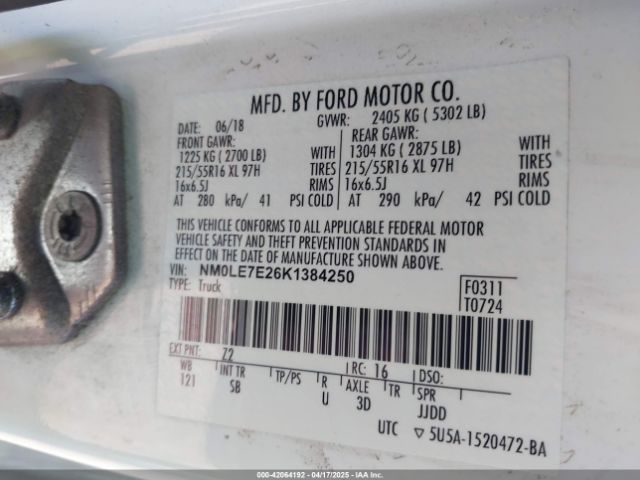 MFD. BY FORD MOTOR CO.
DATE: 06/18 GVWR: 2405 KG ( 5302 LB)
FRONT GAWR: REAR GAWR:
1225 KG ( 2700 LB) WITH 1304 KG ( 2875 LB) WITH
215/55R16 XL 97H TIRES 215/55R16 XL 97H TIRES
16x6.5J RIMS 16x6.5J RIMS
AT 280 kPa/ 41 PSI COLD AT 290 kPa/ 42 PSI COLD
THIS VEHICLE CONFORMS TO ALL APPLICABLE FEDERAL MOTOR
VEHICLE SAFETY AND THEFT PREVENTION STANDARDS IN
EFFECT ON THE DATE OF MANUFACTURE SHOWN ABOVE.
VIN: NM0LE7E26K1384250
TYPE: Truck F0311
T0724
EXT PNT: Z2 RC: 16 DSO:
WB INT TR TP/PS R AXLE TR SPR
121 SB U 3D JJDD
UTC ▽ 5U5A-1520472-BA
000-42064192 04/17/2025 IAAI-Access